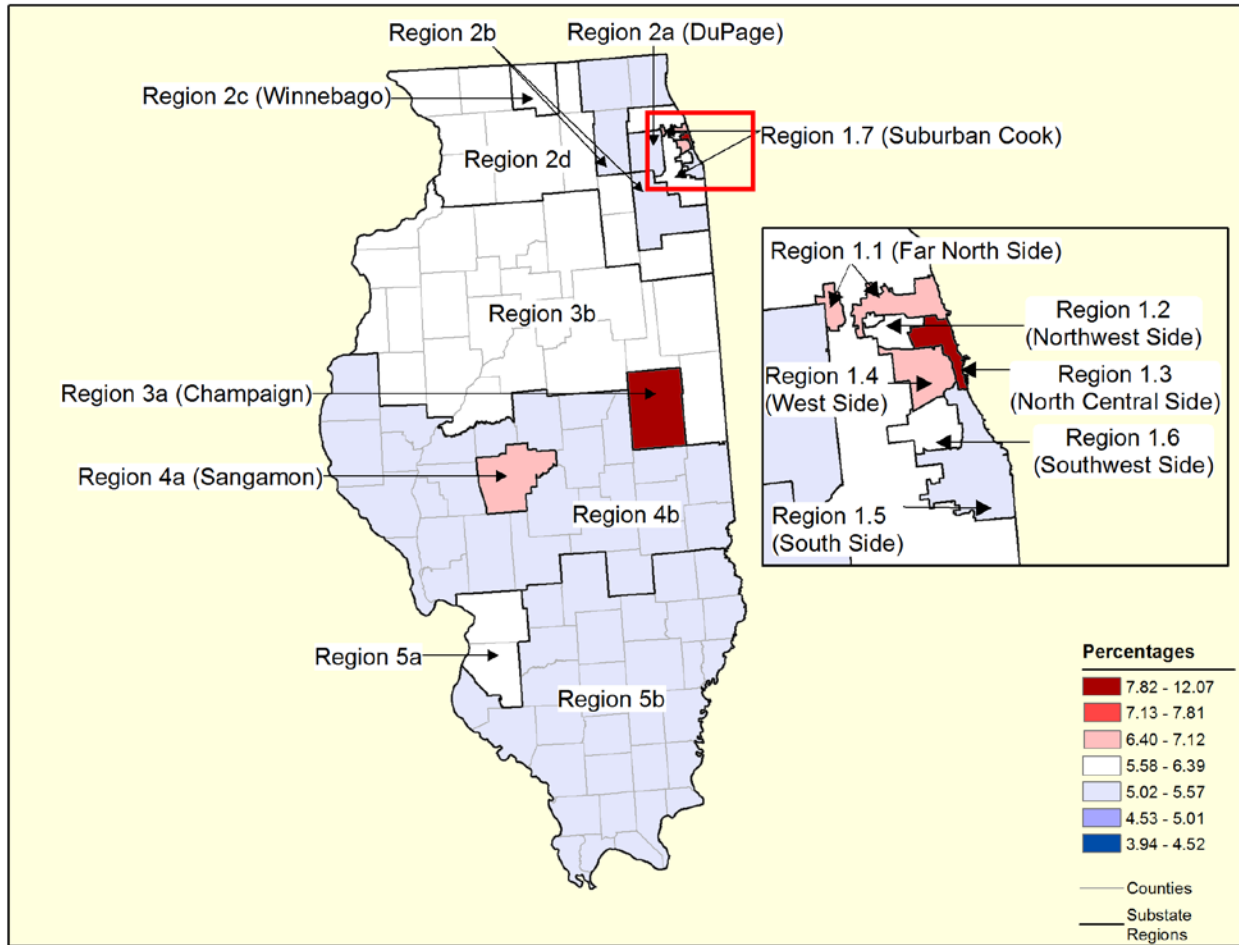 Region 2b
Region 2a (DuPage)
Region 2c (Winnebago)
Region 1.7 (Suburban Cook)
Region 2d
Region 3b
Region 3a (Champaign)
Region 4a (Sangamon)
Region 4b
Region 5a
Region 5b
Region 1.1 (Far North Side)
Region 1.2
(Northwest Side)
Region 1.4
(West Side)
Region 1.3
(North Central Side)
Region 1.6
(Southwest Side)
Region 1.5
(South Side)
Percentages
7.82 - 12.07
7.13 - 7.81
6.40 - 7.12
5.58 - 6.39
5.02 - 5.57
4.53 - 5.01
3.94 - 4.52
Counties
Substate
Regions